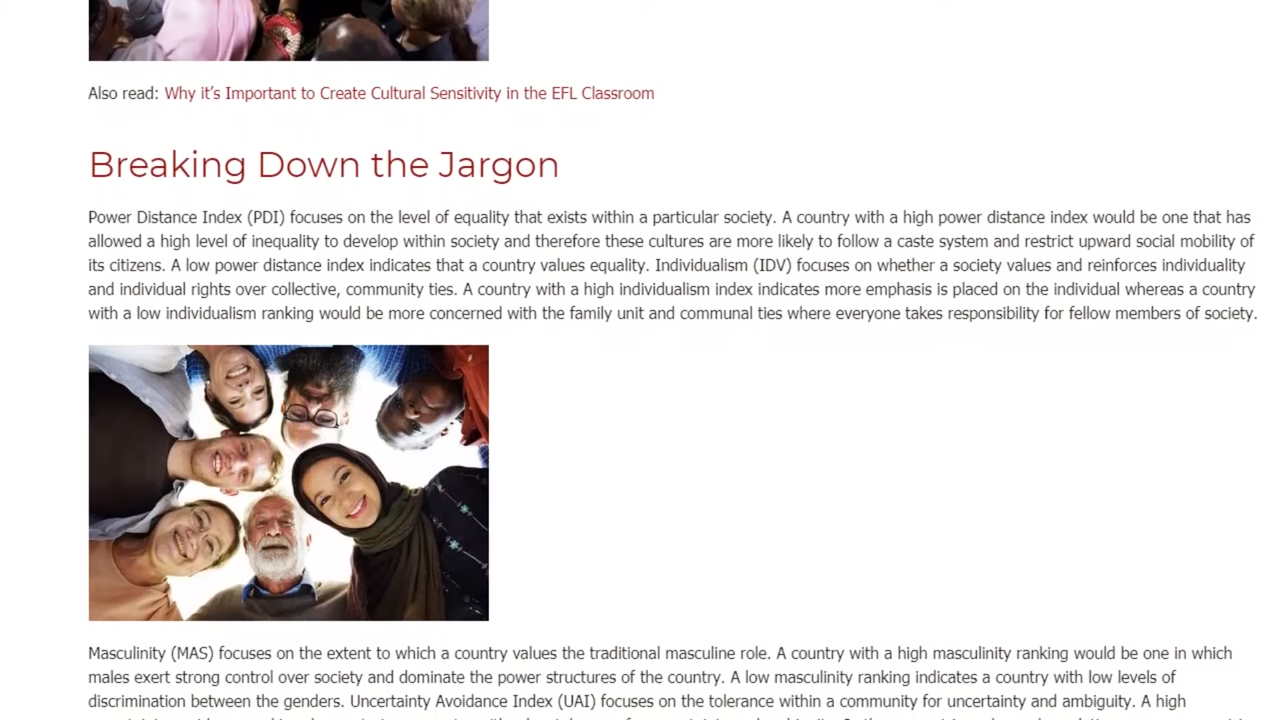 Also read: Why it's Important to Create Cultural Sensitivity in the EFL Classroom
Breaking Down the Jargon
Power Distance Index (PDI) focuses on the level of equality that exists within a particular society. A country with a high power distance index would be one that has
allowed a high level of inequality to develop within society and therefore these cultures are more likely to follow a caste system and restrict upward social mobility of
its citizens. A low power distance index indicates that a country values equality. Individualism (IDV) focuses on whether a society values and reinforces individuality
and individual rights over collective, community ties. A country with a high individualism index indicates more emphasis is placed on the individual whereas a country
with a low individualism ranking would be more concerned with the family unit and communal ties where everyone takes responsibility for fellow members of society.
Masculinity (MAS) focuses on the extent to which a country values the traditional masculine role. A country with a high masculinity ranking would be one in which
males exert strong control over society and dominate the power structures of the country. A low masculinity ranking indicates a country with low levels of
discrimination between the genders. Uncertainty Avoidance Index (UAI) focuses on the tolerance within a community for uncertainty and ambiguity. A high